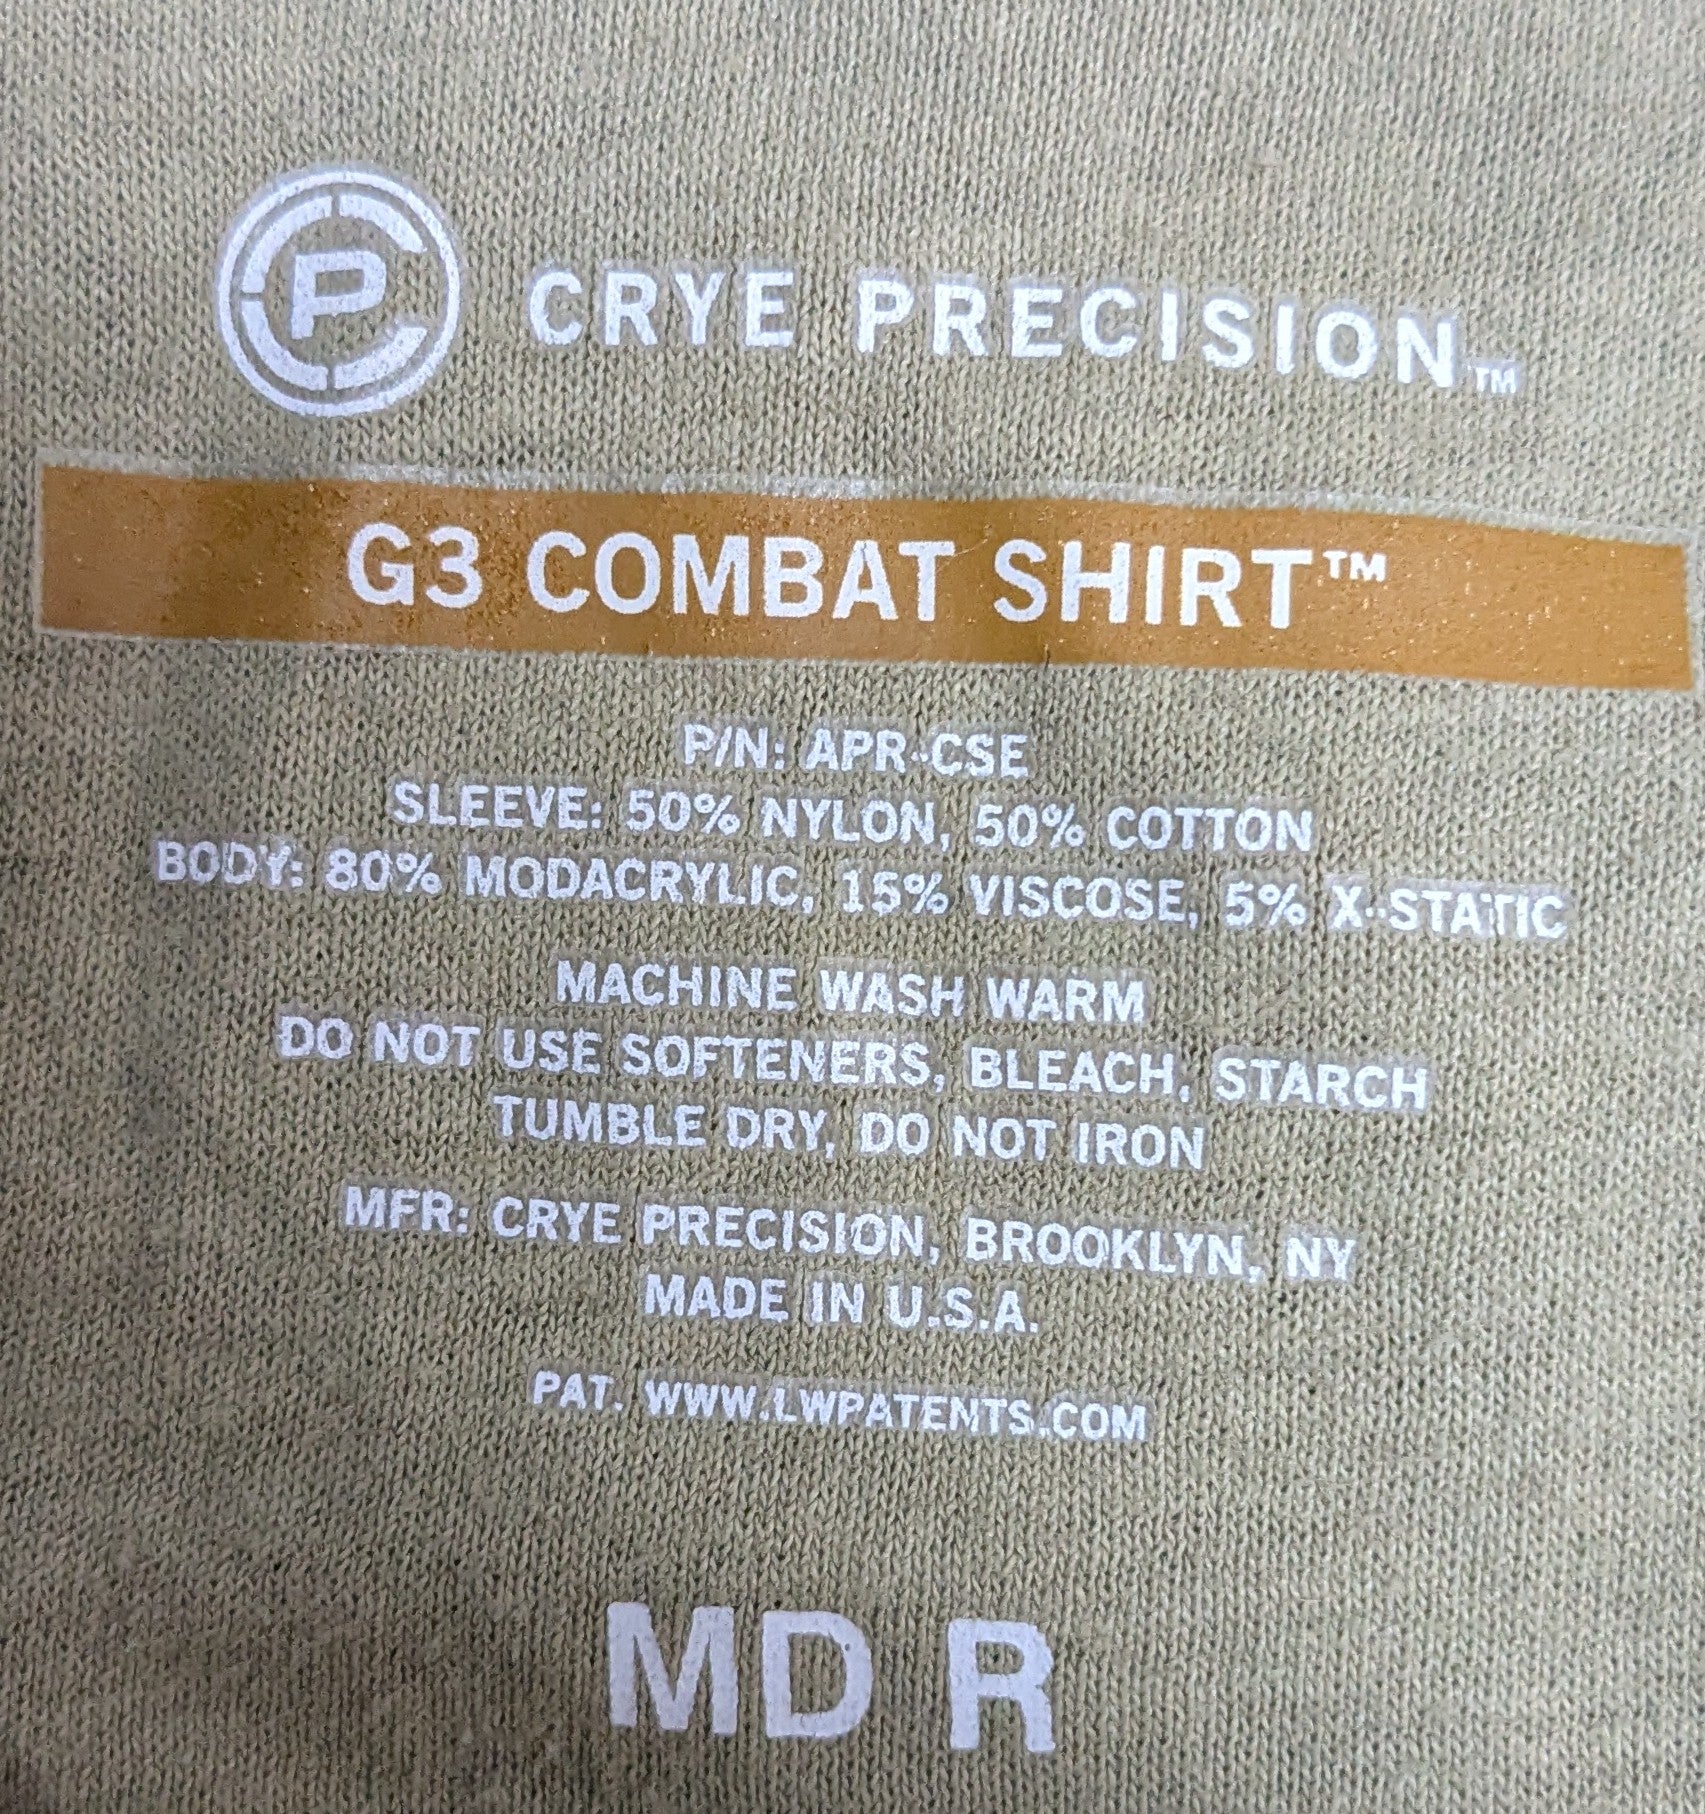 CP CRYE PRECISION™
G3 COMBAT SHIRT™
P/N: APR-CSE
SLEEVE: 50% NYLON, 50% COTTON
BODY: 80% MODACRYLIC, 15% VISCOSE, 5% X-STATIC
MACHINE WASH WARM
DO NOT USE SOFTENERS, BLEACH, STARCH
TUMBLE DRY, DO NOT IRON
MFR: CRYE PRECISION, BROOKLYN, NY
MADE IN U.S.A.
PAT. WWW.LWPATENTS.COM
MD R